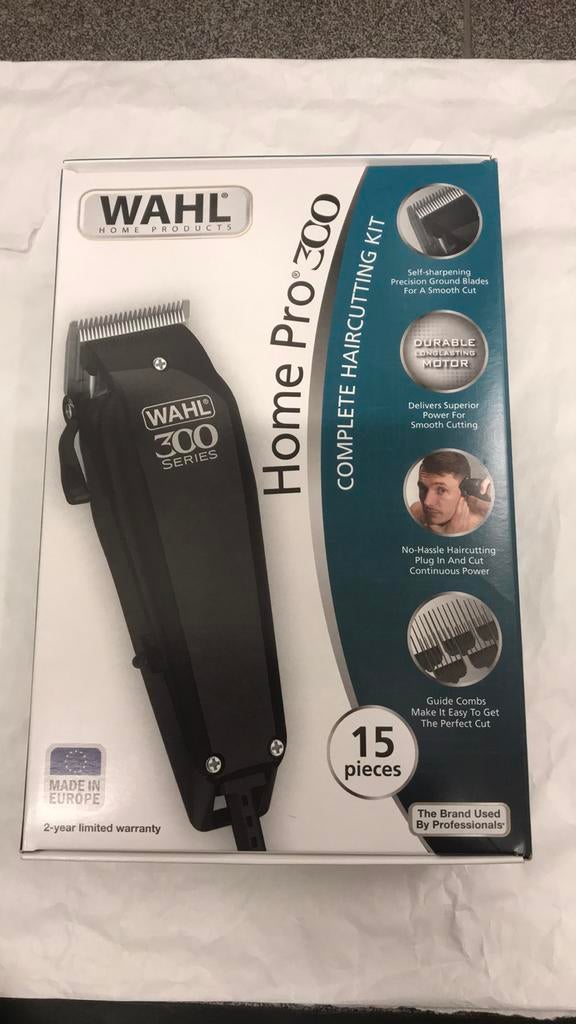 WAHL®
HOME PRODUCTS
Home Pro® 300
COMPLETE HAIRCUTTING KIT
WAHL®
300
SERIES
Self-sharpening
Precision Ground Blades
For A Smooth Cut
DURABLE
LONGLASTING
MOTOR
Delivers Superior
Power For
Smooth Cutting
No-Hassle Haircutting
Plug In And Cut
Continuous Power
Guide Combs
Make It Easy To Get
The Perfect Cut
15
pieces
MADE IN
EUROPE
2-year limited warranty
The Brand Used
By Professionals®